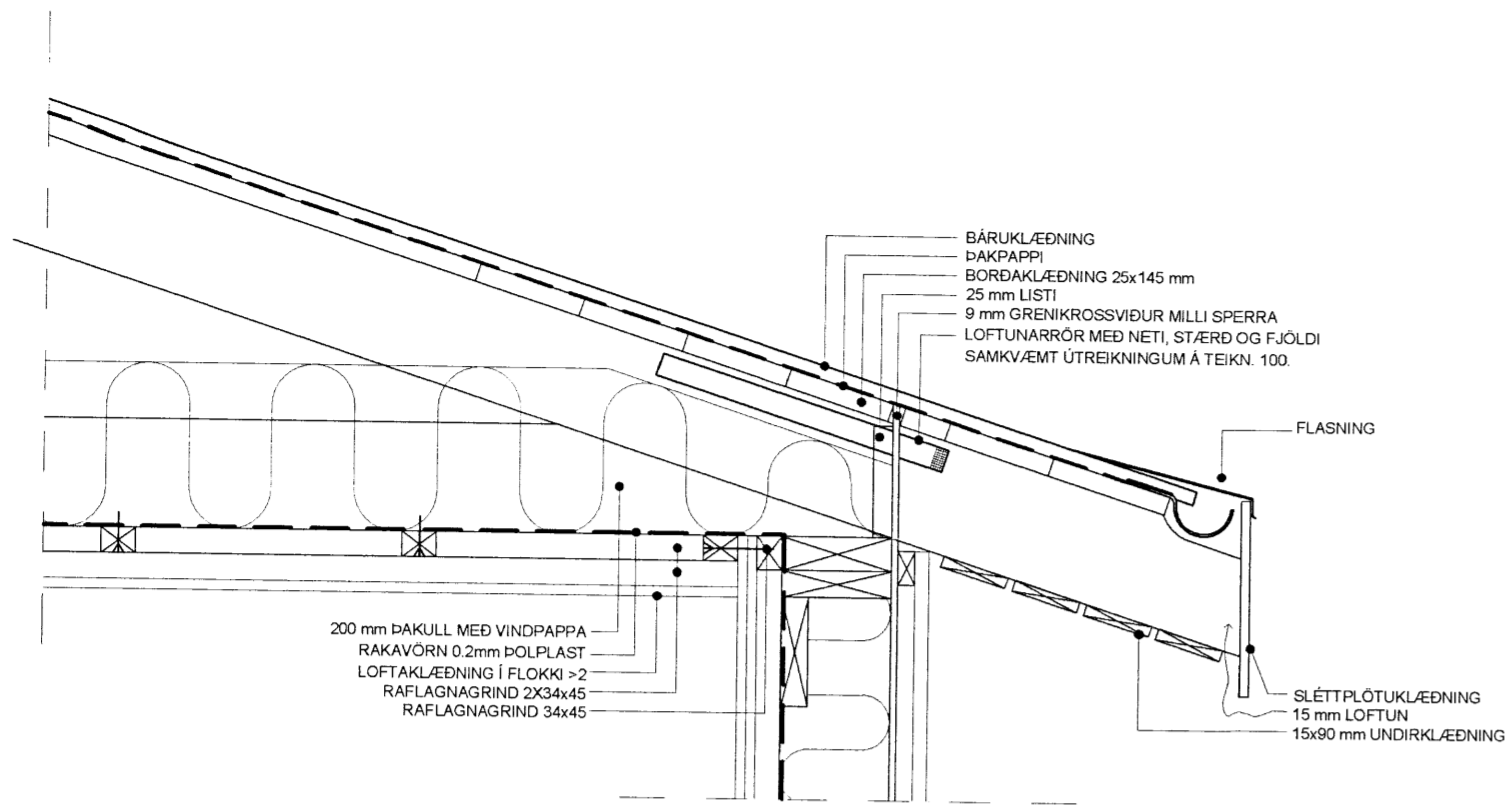 BÁRUKLÆÐNING
ÞAKPAPPI
BORÐAKLÆÐNING 25x145 mm
25 mm LISTI
9 mm GRENIKROSSVIÐUR MILLI SPERRA
LOFTUNARRÖR MEÐ NETI, STÆRÐ OG FJÖLDI
SAMKVÆMT ÚTREIKNINGUM Á TEIKN. 100.
FLASNING
200 mm ÞAKULL MEÐ VINDPAPPA
RAKAVÖRN 0.2mm ÞOLPLAST
LOFTAKLÆÐNING Í FLOKKI >2
RAFLAGNAGRIND 2X34x45
RAFLAGNAGRIND 34x45
SLÉTTPLÖTUKLÆÐNING
15 mm LOFTUN
15x90 mm UNDIRKLÆÐNING